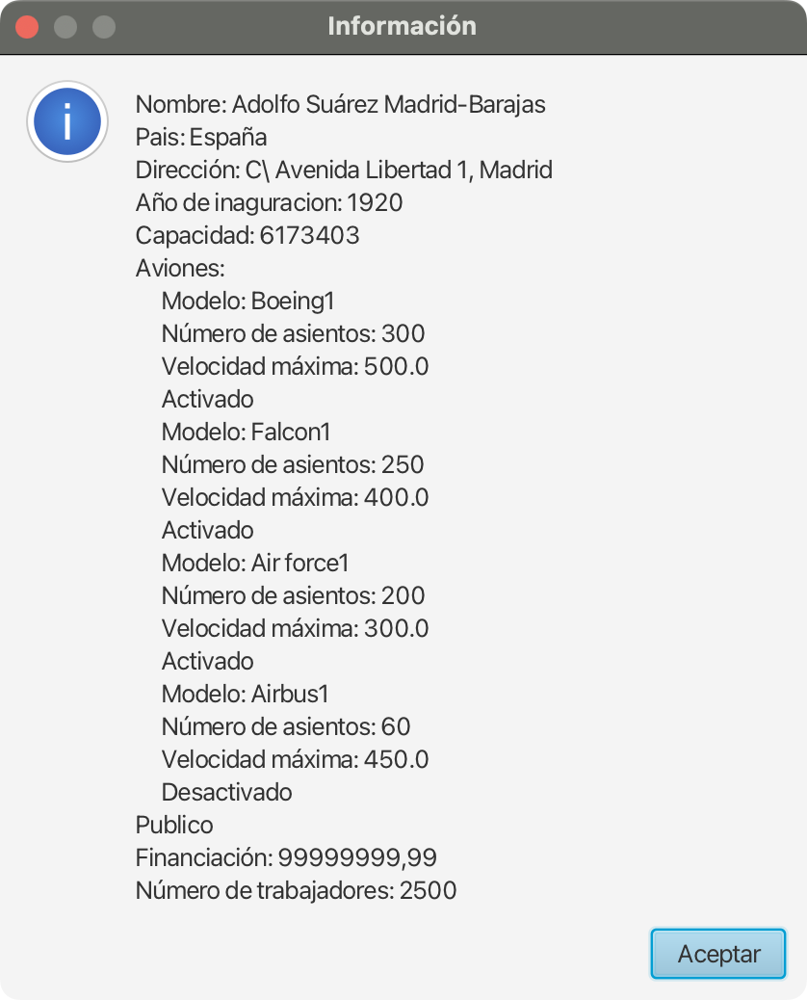 Información
Nombre: Adolfo Suárez Madrid-Barajas
Pais: España
Dirección: C\ Avenida Libertad 1, Madrid
Año de inaguracion: 1920
Capacidad: 6173403
Aviones:
Modelo: Boeing1
Número de asientos: 300
Velocidad máxima: 500.0
Activado
Modelo: Falcon1
Número de asientos: 250
Velocidad máxima: 400.0
Activado
Modelo: Air force1
Número de asientos: 200
Velocidad máxima: 300.0
Activado
Modelo: Airbus1
Número de asientos: 60
Velocidad máxima: 450.0
Desactivado
Publico
Financiación: 99999999,99
Número de trabajadores: 2500
Aceptar